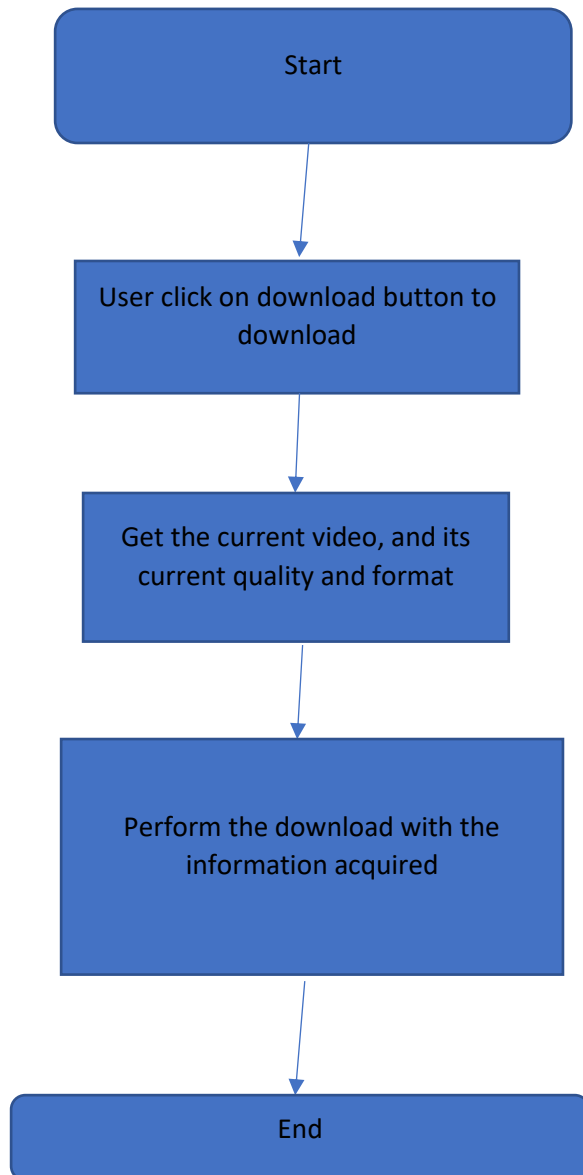 Start
User click on download button to
download
Get the current video, and its
current quality and format
Perform the download with the
information acquired
End